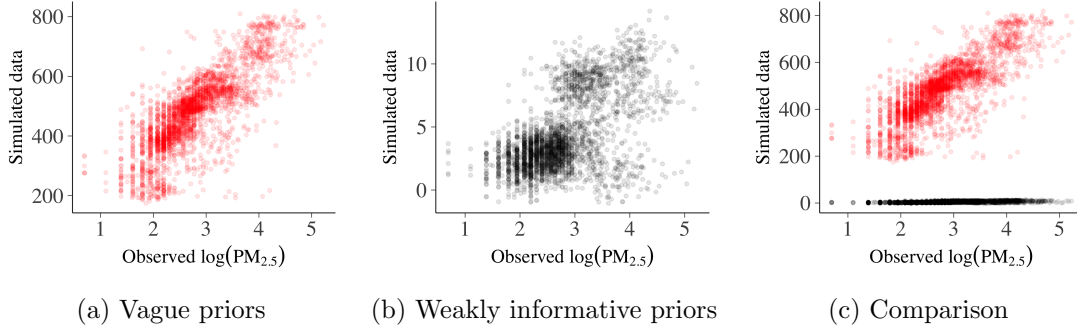 Simulated data
800
600
400
200
1 2 3 4 5
Observed log(PM2.5)
(a) Vague priors
Simulated data
10
5
0
1 2 3 4 5
Observed log(PM2.5)
(b) Weakly informative priors
Simulated data
800
600
400
200
0
1 2 3 4 5
Observed log(PM2.5)
(c) Comparison